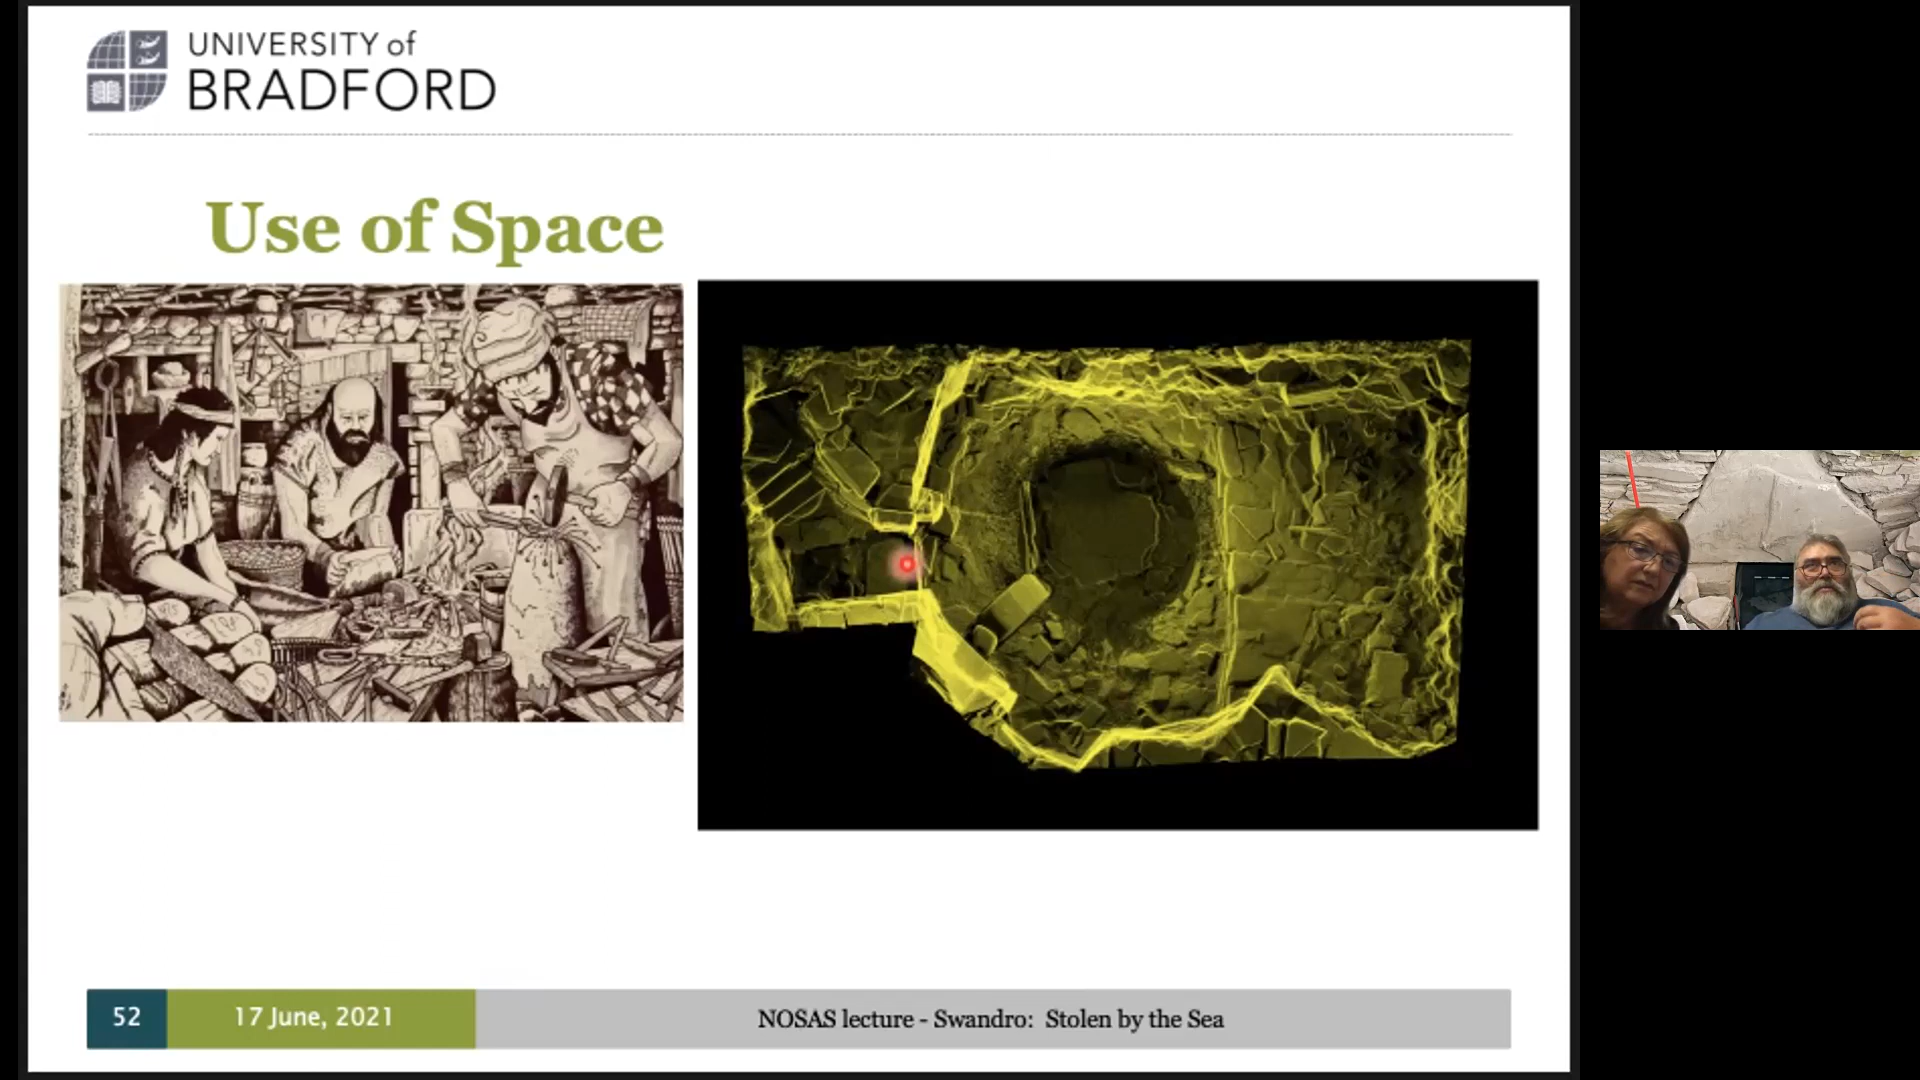 UNIVERSITY of
BRADFORD
Use of Space
52
17 June, 2021
NOSAS lecture - Swandro: Stolen by the Sea